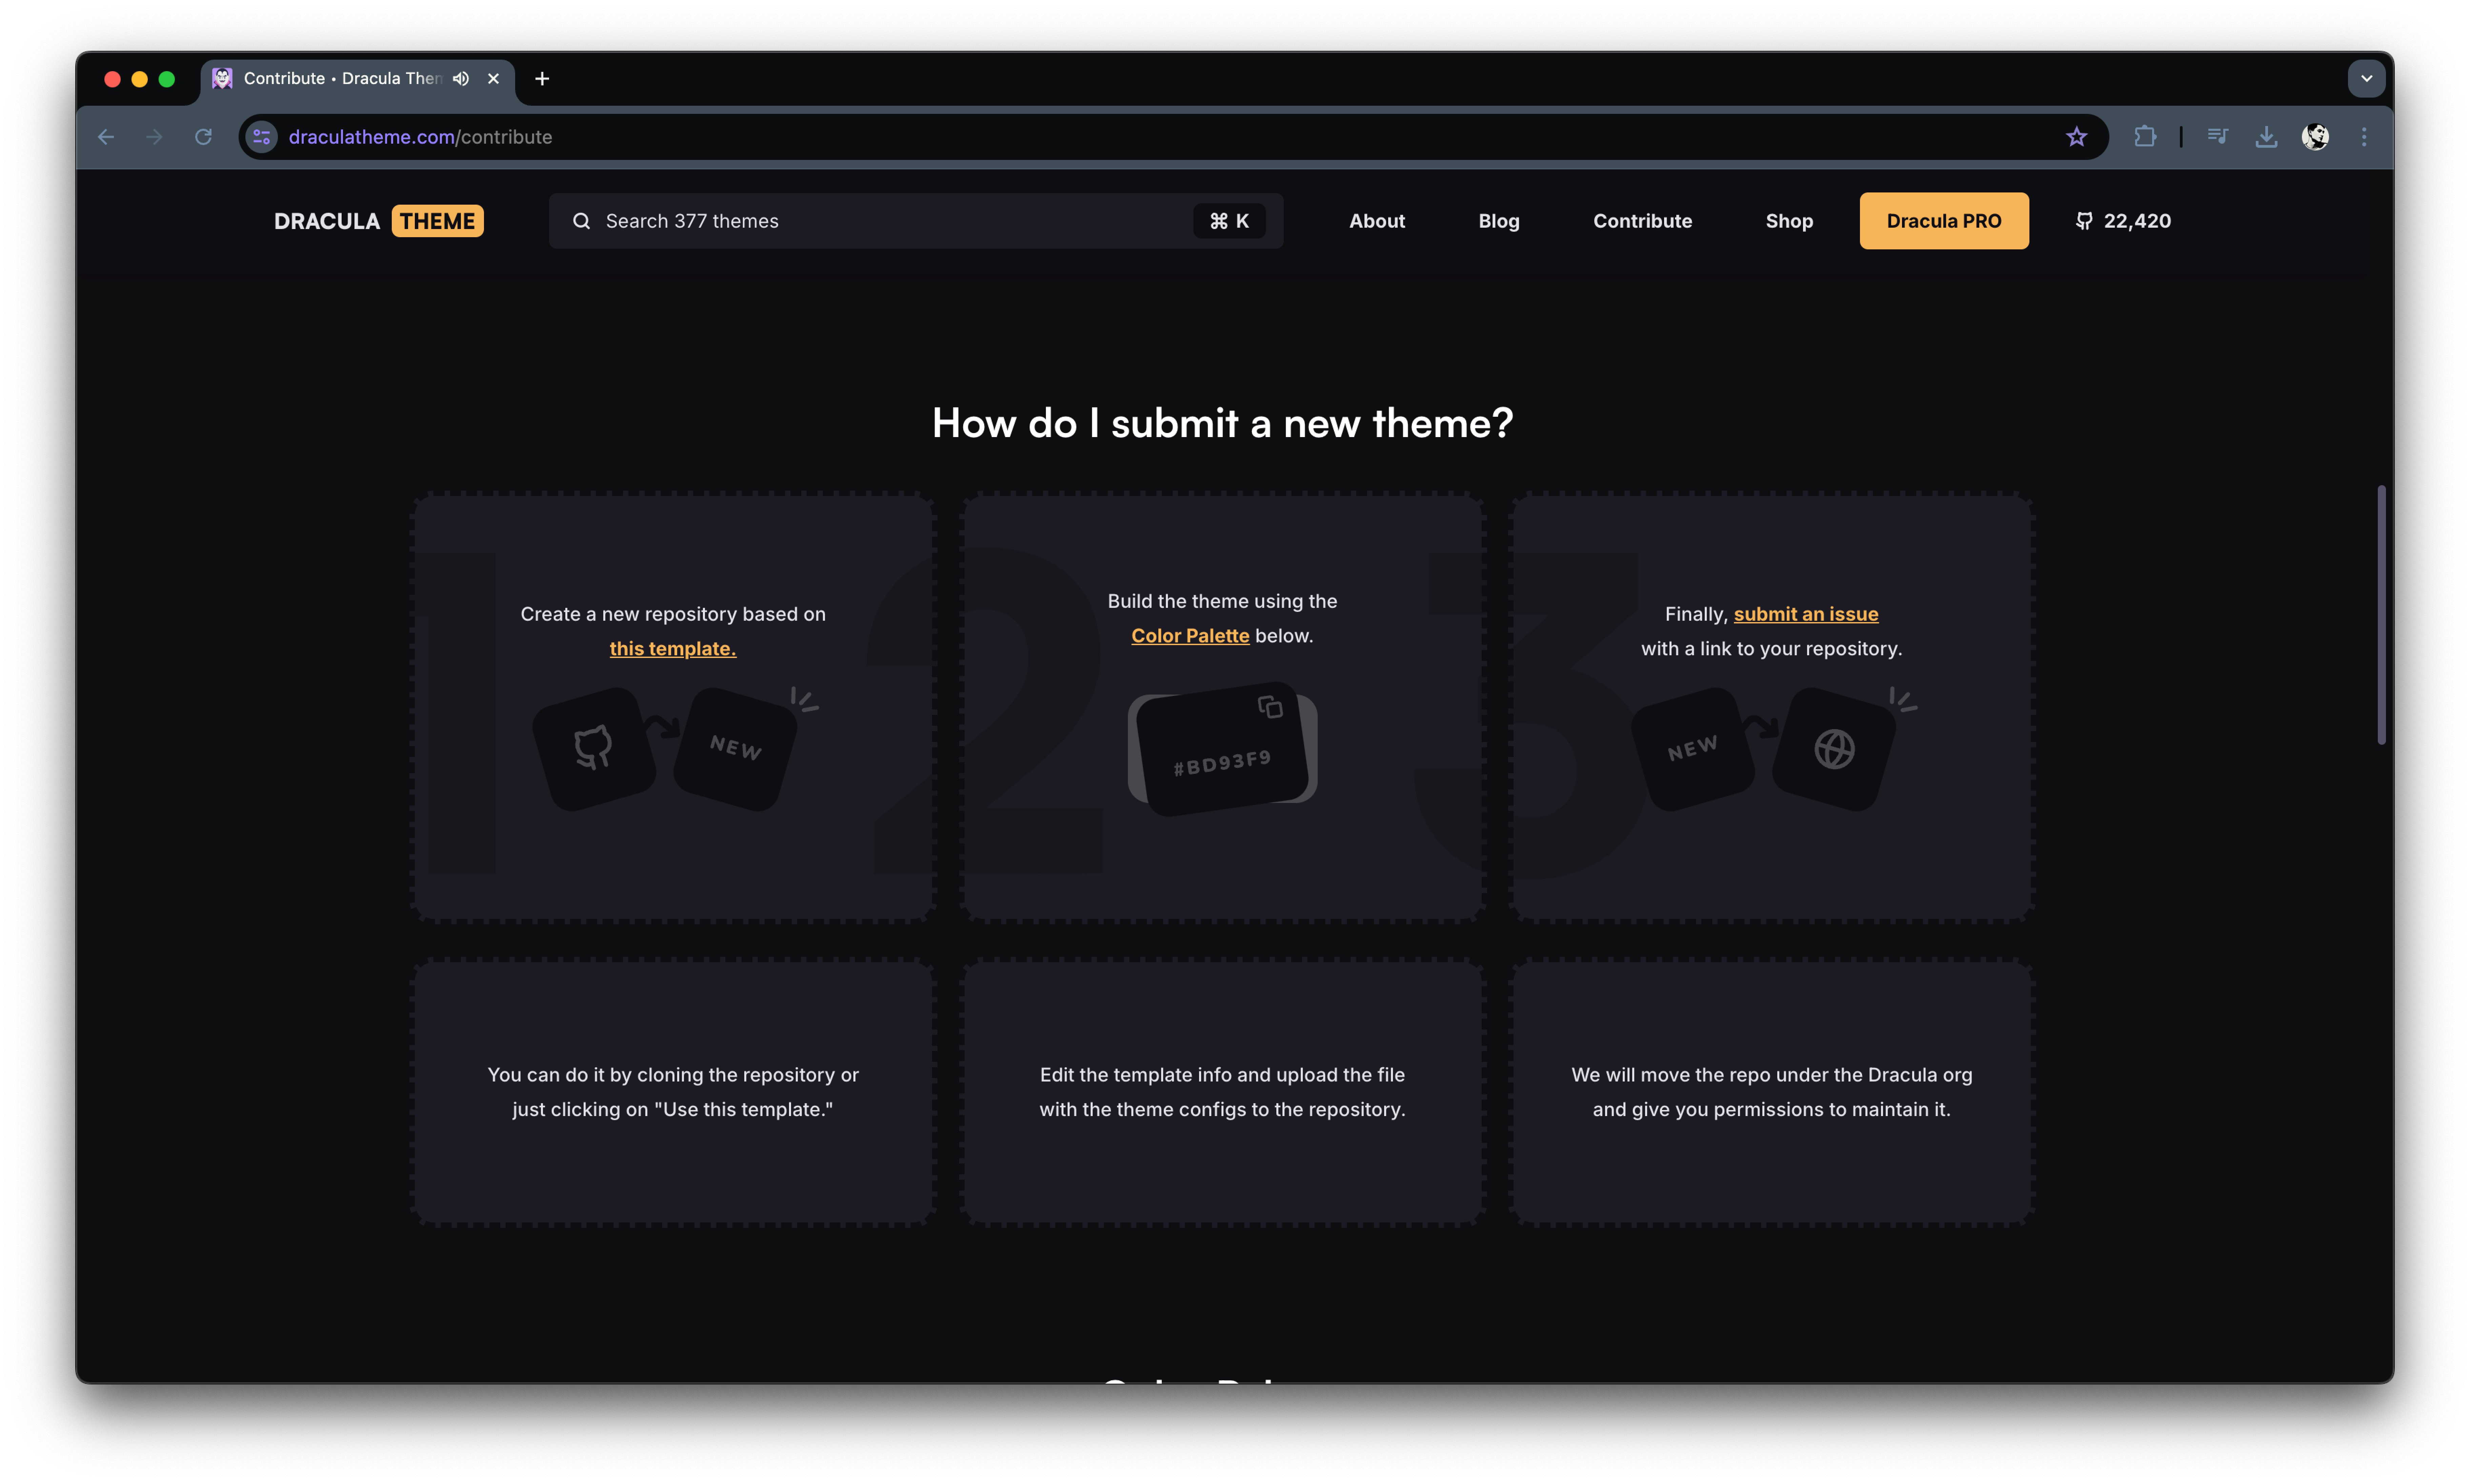 Contribute • Dracula Them
draculatheme.com/contribute
DRACULA THEME
Search 377 themes
⌘ K
About
Blog
Contribute
Shop
Dracula PRO
22,420
How do I submit a new theme?
1
Create a new repository based on
this template.
NEW
2
Build the theme using the
Color Palette below.
#BD93F9
3
Finally, submit an issue
with a link to your repository.
NEW
You can do it by cloning the repository or
just clicking on "Use this template."
Edit the template info and upload the file
with the theme configs to the repository.
We will move the repo under the Dracula org
and give you permissions to maintain it.